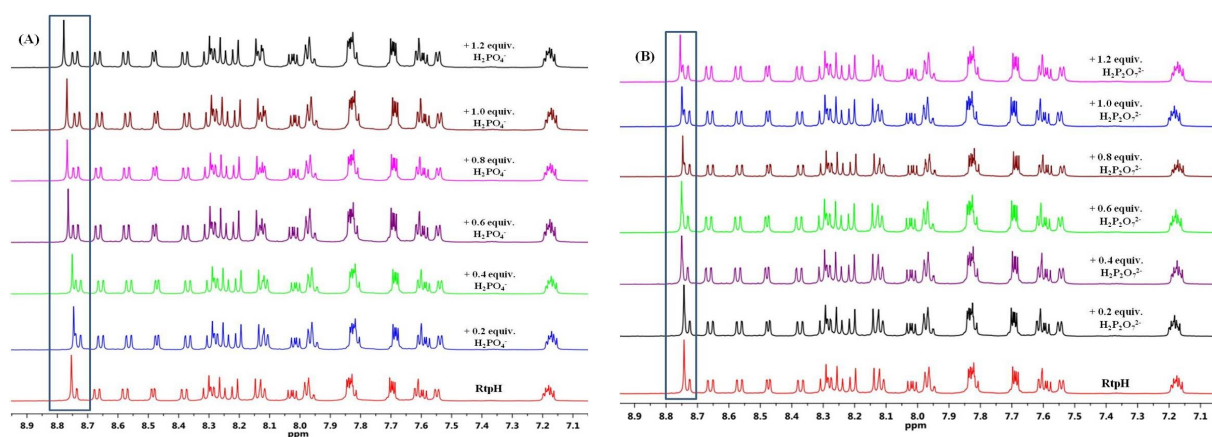 (A)
+ 1.2 equiv.
H₂PO₄⁻
+ 1.0 equiv.
H₂PO₄⁻
+ 0.8 equiv.
H₂PO₄⁻
+ 0.6 equiv.
H₂PO₄⁻
+ 0.4 equiv.
H₂PO₄⁻
+ 0.2 equiv.
H₂PO₄⁻
RtpH
8.9 8.8 8.7 8.6 8.5 8.4 8.3 8.2 8.1 8.0 7.9 7.8 7.7 7.6 7.5 7.4 7.3 7.2 7.1
ppm
(B)
+ 1.2 equiv.
H₂P₂O₇²⁻
+ 1.0 equiv.
H₂P₂O₇²⁻
+ 0.8 equiv.
H₂P₂O₇²⁻
+ 0.6 equiv.
H₂P₂O₇²⁻
+ 0.4 equiv.
H₂P₂O₇²⁻
+ 0.2 equiv.
H₂P₂O₇²⁻
RtpH
8.9 8.8 8.7 8.6 8.5 8.4 8.3 8.2 8.1 8.0 7.9 7.8 7.7 7.6 7.5 7.4 7.3 7.2 7.1
ppm